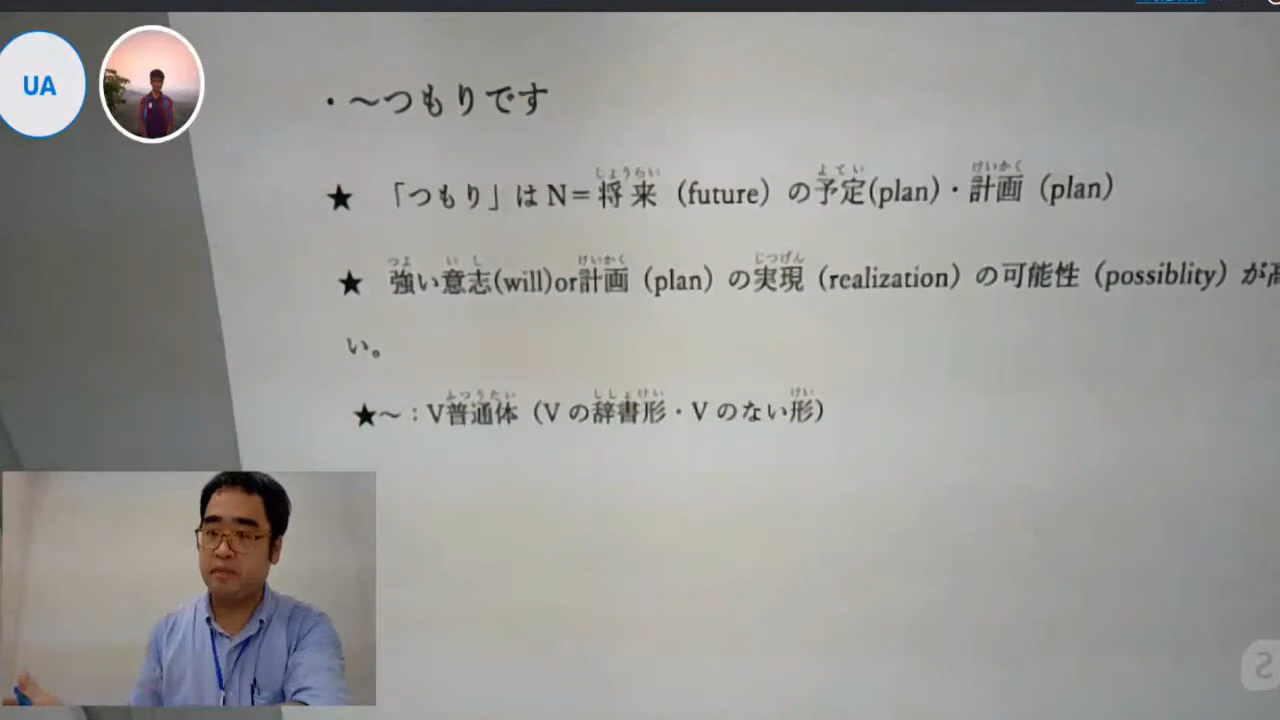 UA
・～つもりです
しょうらい よてい けいかく
★ 「つもり」はN＝将来（future）の予定(plan)・計画（plan）
つよ いし けいかく じつげん
★ 強い意志(will)or計画（plan）の実現（realization）の可能性（possiblity）が高
い。
ふつうたい じしょけい けい
★～：V普通体（Vの辞書形・Vのない形）